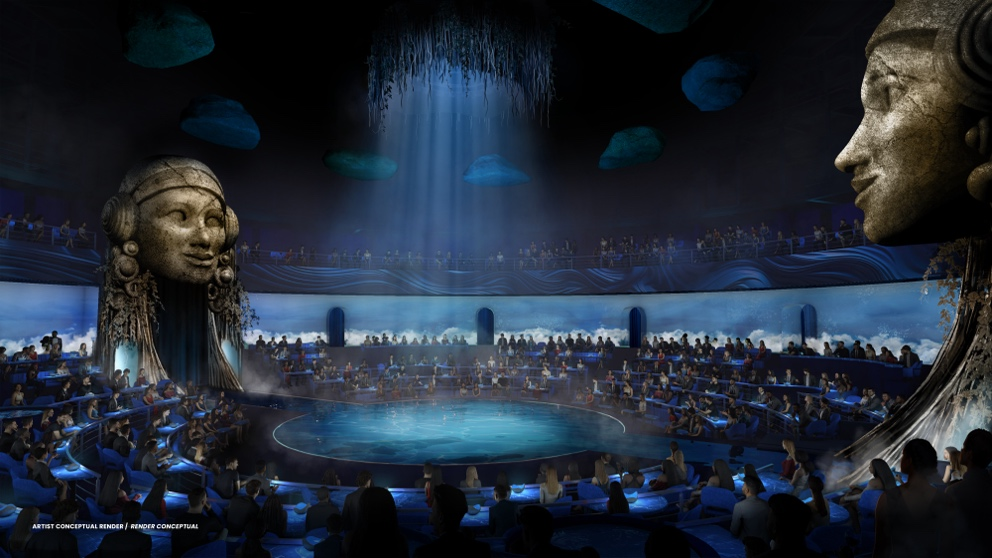 ARTIST CONCEPTUAL RENDER / RENDER CONCEPTUAL